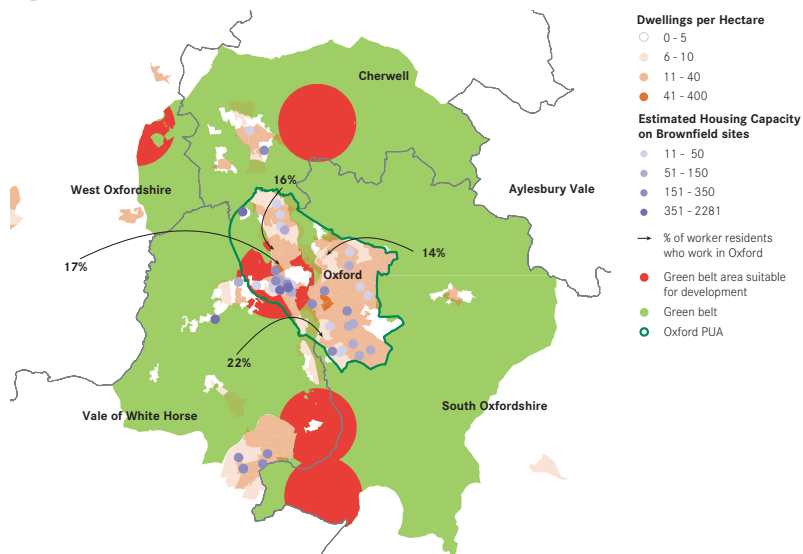 Cherwell
West Oxfordshire
Aylesbury Vale
16%
17%
14%
Oxford
22%
Vale of White Horse
South Oxfordshire
Dwellings per Hectare
0 - 5
6 - 10
11 - 40
41 - 400
Estimated Housing Capacity
on Brownfield sites
11 - 50
51 - 150
151 - 350
351 - 2281
% of worker residents
who work in Oxford
Green belt area suitable
for development
Green belt
Oxford PUA